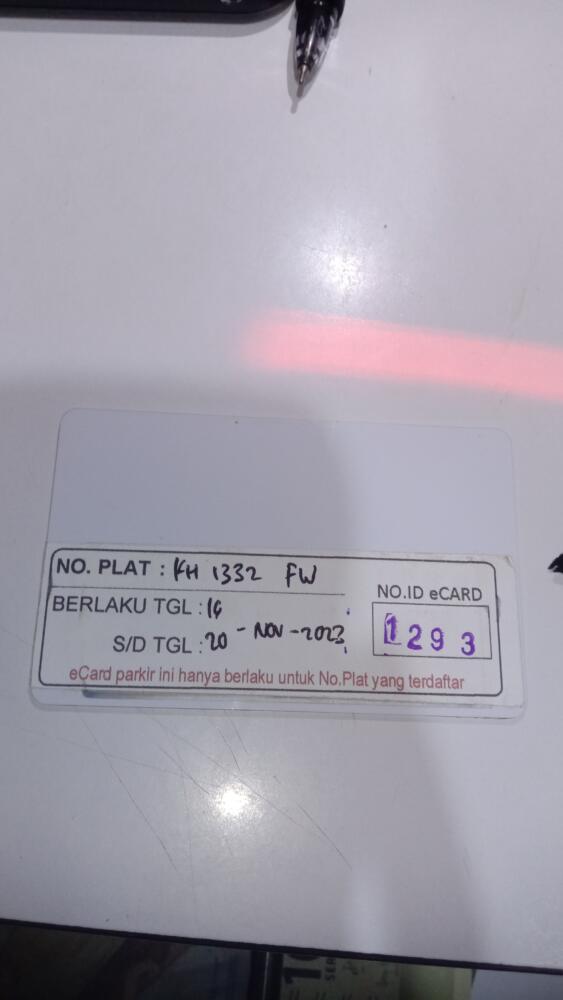 NO. PLAT : KH 1332 FW
NO.ID eCARD
BERLAKU TGL : 14
S/D TGL : 20 - NOV - 2023
1293
eCard parkir ini hanya berlaku untuk No.Plat yang terdaftar